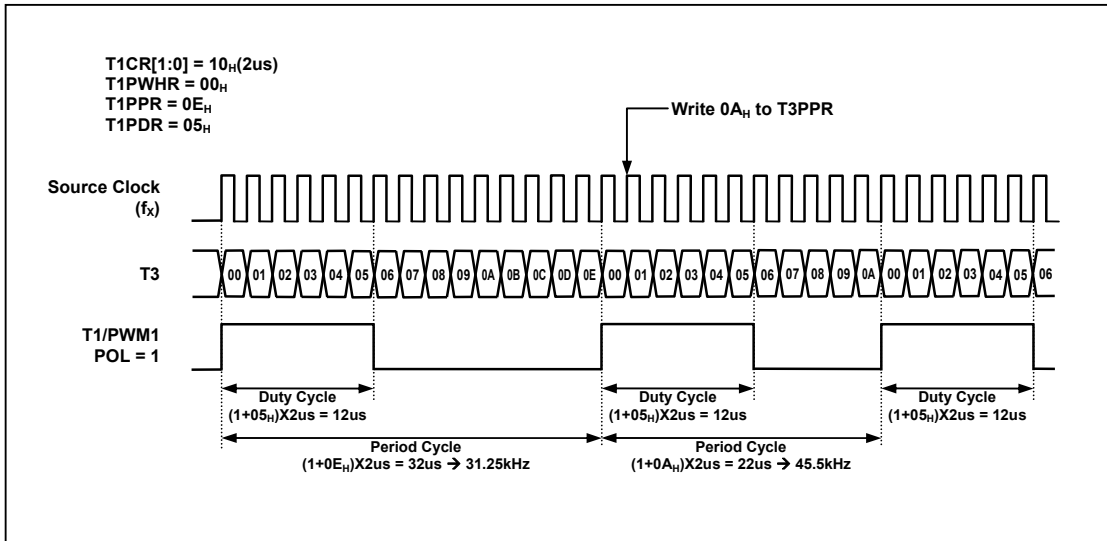 T1CR[1:0] = 10H(2us)
T1PWHR = 00H
T1PPR = 0EH
T1PDR = 05H
Write 0AH to T3PPR
Source Clock
(fX)
T3
00 01 02 03 04 05 06 07 08 09 0A 0B 0C 0D 0E 00 01 02 03 04 05 06 07 08 09 0A 00 01 02 03 04 05 06
T1/PWM1
POL = 1
Duty Cycle Duty Cycle Duty Cycle
(1+05H)X2us = 12us (1+05H)X2us = 12us (1+05H)X2us = 12us
Period Cycle Period Cycle
(1+0EH)X2us = 32us → 31.25kHz (1+0AH)X2us = 22us → 45.5kHz